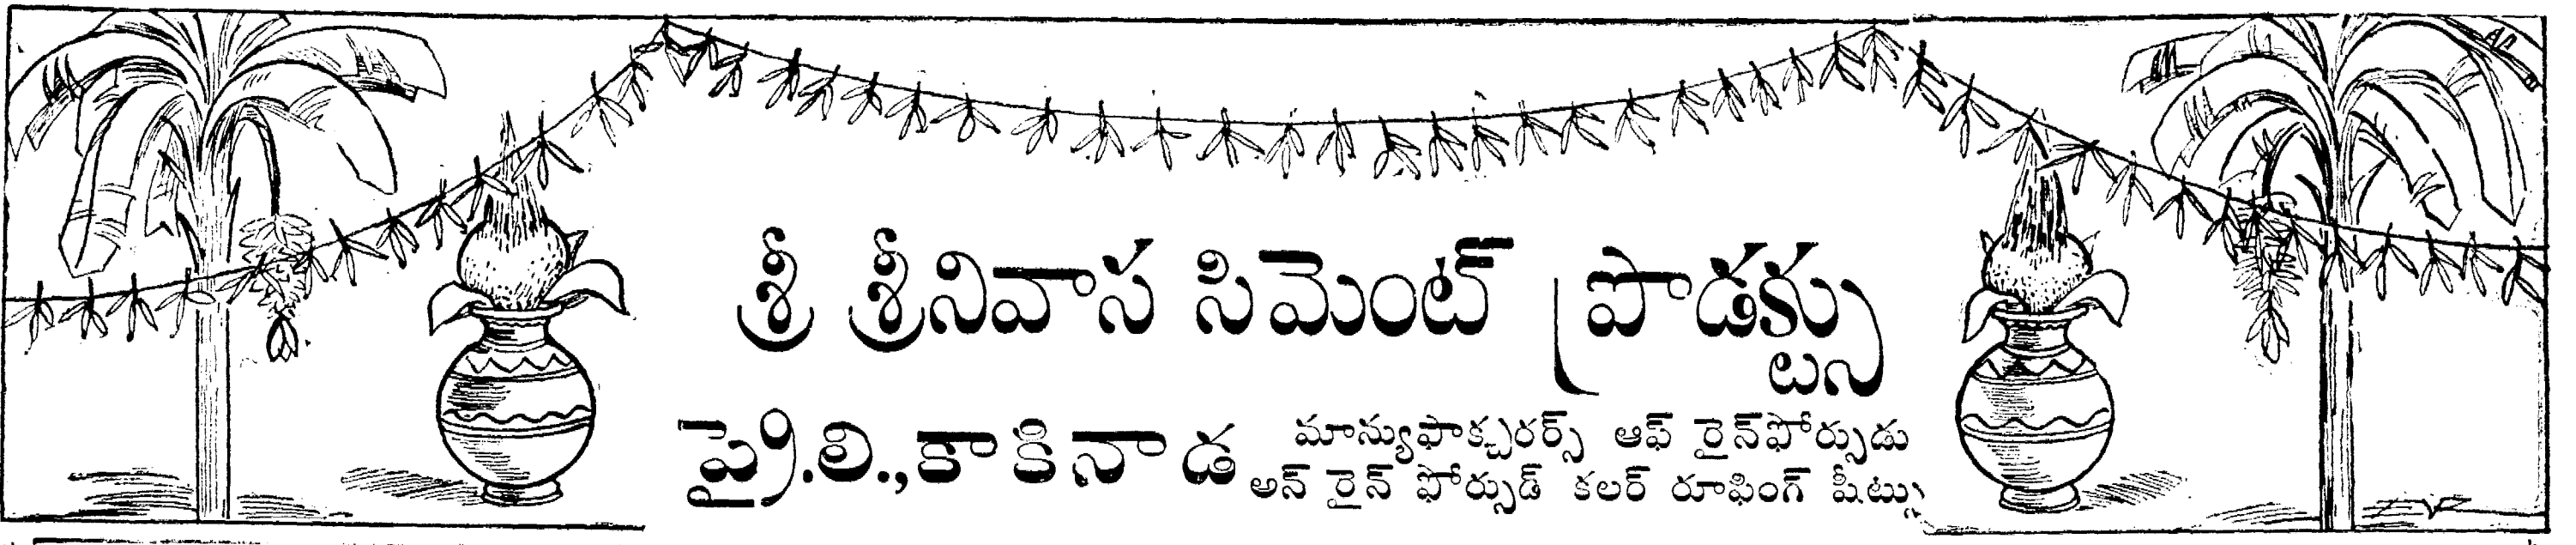 శ్రీ శ్రీనివాస సిమెంట్ ప్రొడక్ట్సు
ప్రై.లి., కాకినాడ
మాన్యుఫాక్చరర్స్ ఆఫ్ రైన్‌ఫోర్సుడు
అన్ రైన్ ఫోర్సుడ్ కలర్ రూఫింగ్ షీట్సు